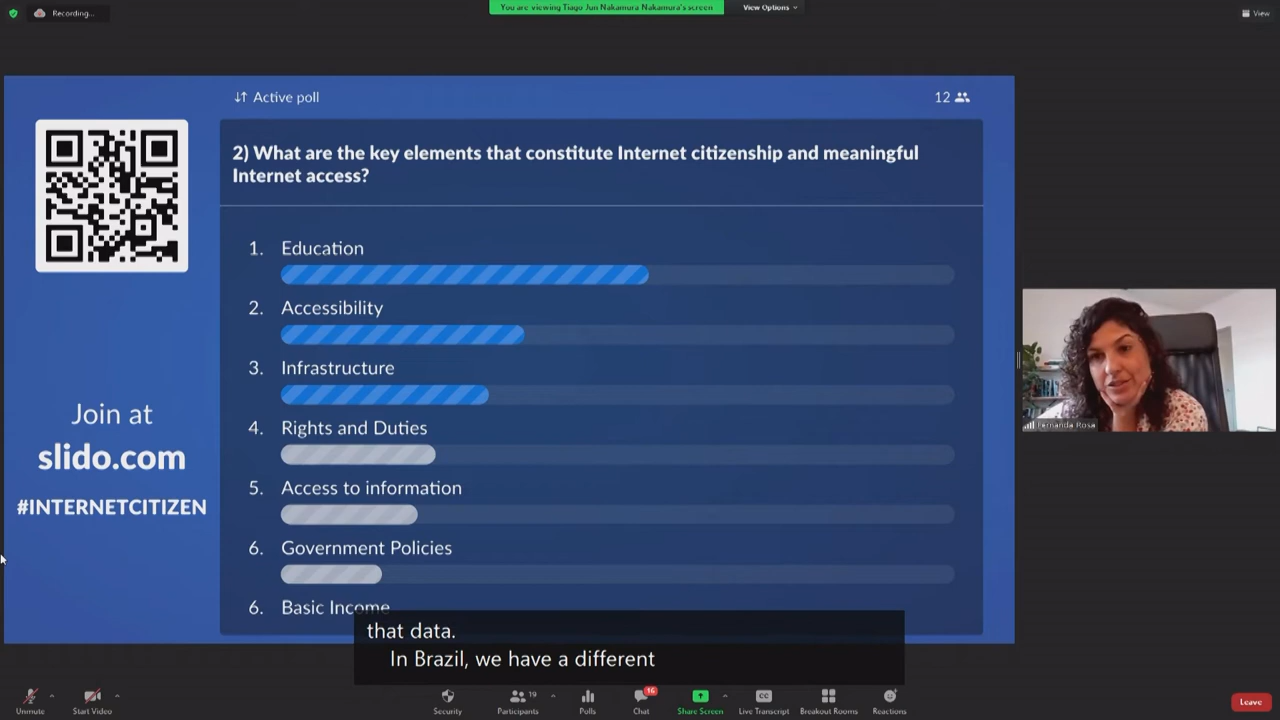 Recording...
You are viewing Tiago Jun Nakamura Nakamura's screen
View Options
View
Active poll
12
2) What are the key elements that constitute Internet citizenship and meaningful
Internet access?
1. Education
2. Accessibility
3. Infrastructure
4. Rights and Duties
5. Access to information
6. Government Policies
6. Basic Income
Join at
slido.com
#INTERNETCITIZEN
Fernanda Rosa
that data.
In Brazil, we have a different
Unmute
Start Video
Security
Participants
19
Polls
Chat
16
Share Screen
Live Transcript
Breakout Rooms
Reactions
Leave